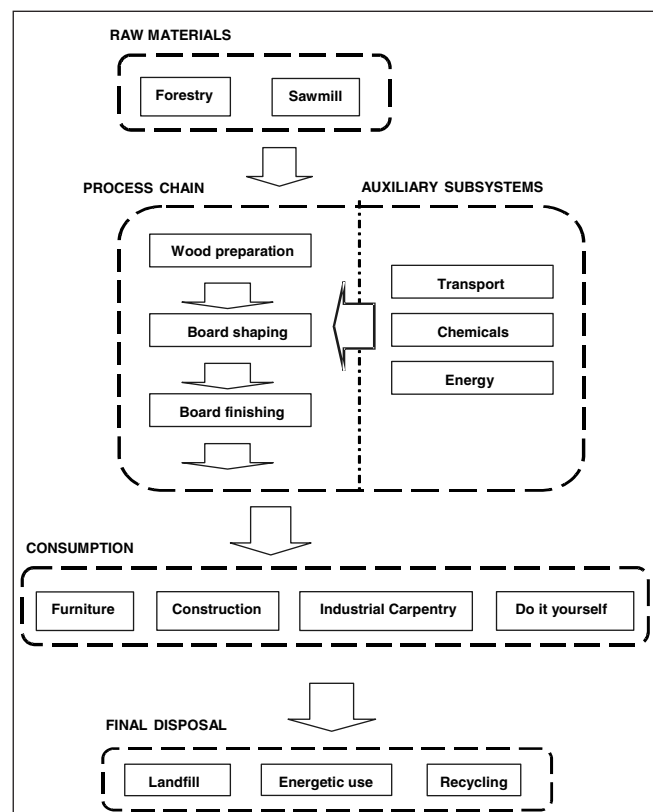 RAW MATERIALS
Forestry
Sawmill
PROCESS CHAIN
AUXILIARY SUBSYSTEMS
Wood preparation
Board shaping
Board finishing
Transport
Chemicals
Energy
CONSUMPTION
Furniture
Construction
Industrial Carpentry
Do it yourself
FINAL DISPOSAL
Landfill
Energetic use
Recycling